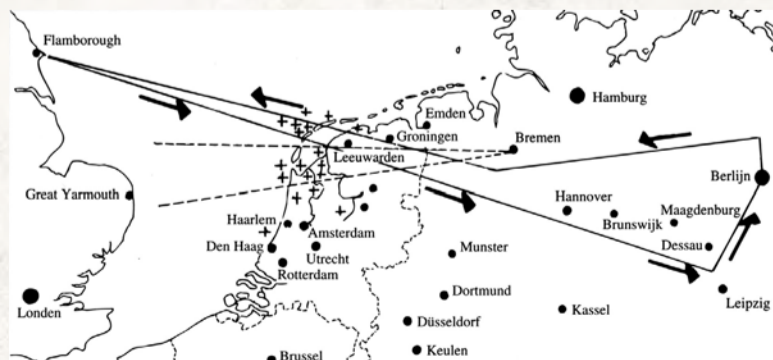 Flamborough
Hamburg
Emden
Groningen
Bremen
Leeuwarden
Berlijn
Great Yarmouth
Hannover
Brunswijk
Maagdenburg
Haarlem
Amsterdam
Den Haag
Dessau
Utrecht
Munster
Rotterdam
Leipzig
Dortmund
Londen
Kassel
Düsseldorf
Brussel
Keulen